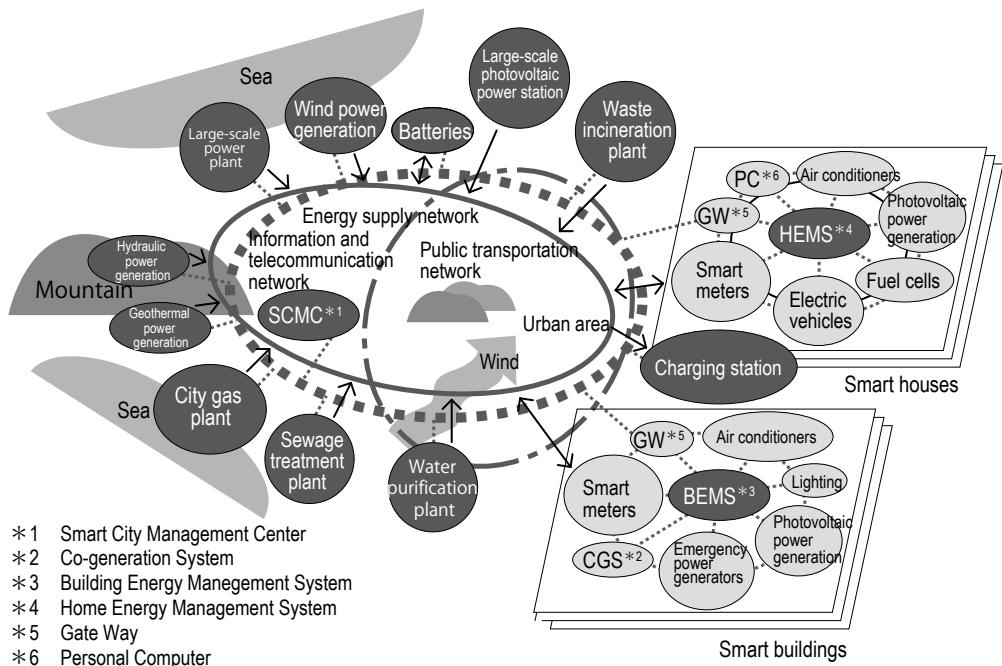 Sea
Large-scale
power
plant
Wind power
generation
Batteries
Large-scale
photovoltaic
power station
Waste
incineration
plant
Energy supply network
Information and
telecommunication
network
Public transportation
network
Hydraulic
power
generation
Mountain
Geothermal
power
generation
SCMC*1
Urban area
Wind
Charging station
City gas
plant
Sea
Sewage
treatment
plant
Water
purification
plant
PC*6
Air conditioners
GW*5
HEMS*4
Photovoltaic
power
generation
Smart
meters
Electric
vehicles
Fuel cells
Smart houses
GW*5
Air conditioners
Smart
meters
BEMS*3
Lighting
Photovoltaic
power
generation
CGS*2
Emergency
power
generators
Smart buildings
*1 Smart City Management Center
*2 Co-generation System
*3 Building Energy Manegement System
*4 Home Energy Management System
*5 Gate Way
*6 Personal Computer